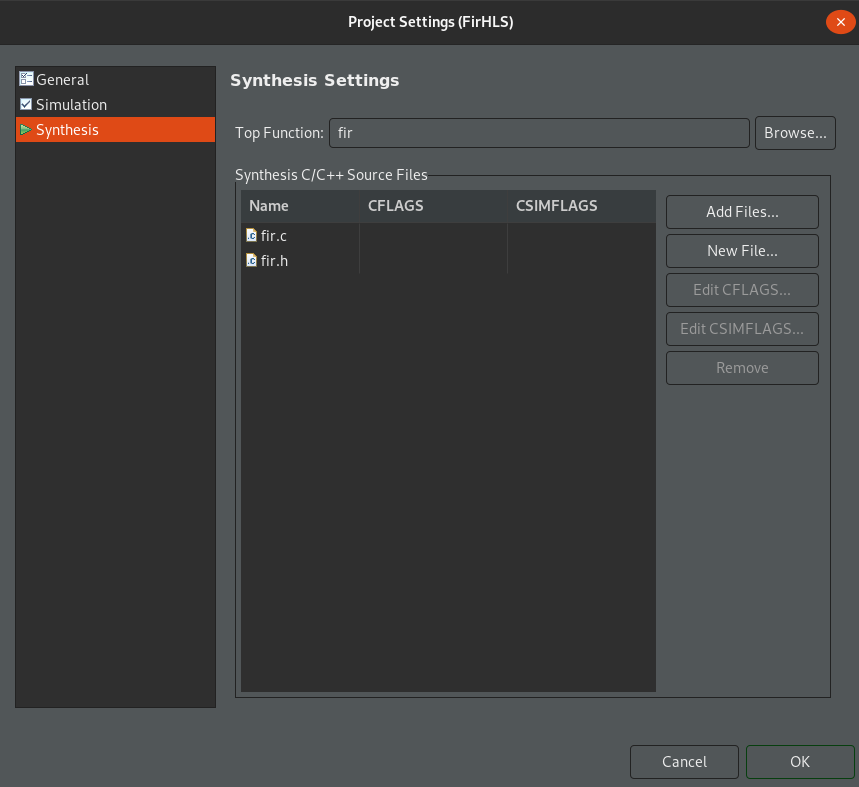 Project Settings (FirHLS)
General
Simulation
Synthesis
Synthesis Settings
Top Function: fir Browse...
Synthesis C/C++ Source Files
Name CFLAGS CSIMFLAGS
fir.c
fir.h
Add Files...
New File...
Edit CFLAGS...
Edit CSIMFLAGS...
Remove
Cancel OK